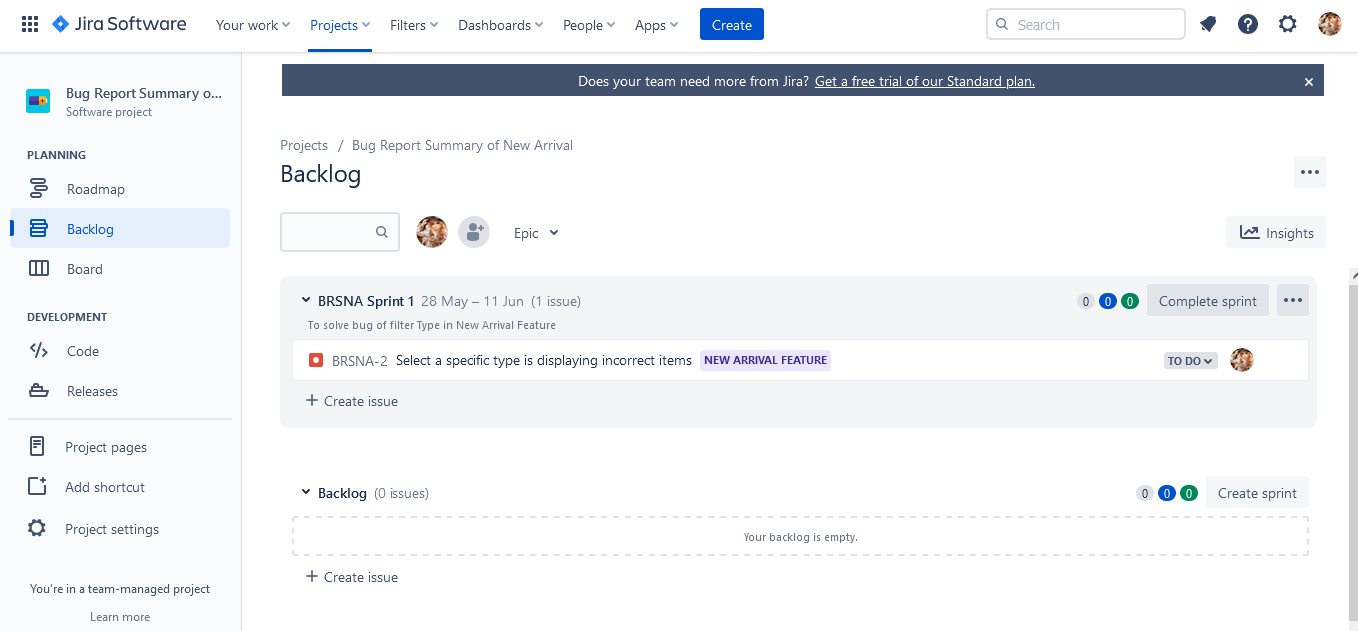 Jira Software Your work Projects Filters Dashboards People Apps Create Search
Does your team need more from Jira? Get a free trial of our Standard plan.
Bug Report Summary o...
Software project
PLANNING
Roadmap
Backlog
Board
DEVELOPMENT
Code
Releases
Project pages
Add shortcut
Project settings
You're in a team-managed project
Learn more
Projects / Bug Report Summary of New Arrival
Backlog
Epic Insights
BRSNA Sprint 1 28 May – 11 Jun (1 issue) 0 0 0 Complete sprint
To solve bug of filter Type in New Arrival Feature
BRSNA-2 Select a specific type is displaying incorrect items NEW ARRIVAL FEATURE TO DO
+ Create issue
Backlog (0 issues) 0 0 0 Create sprint
Your backlog is empty.
+ Create issue